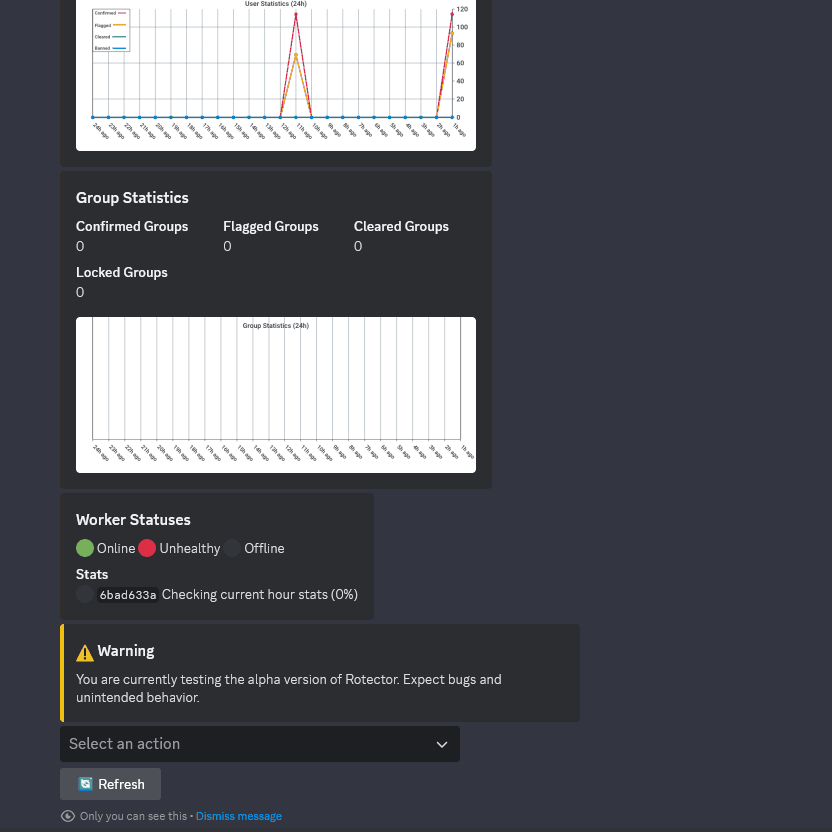 User Statistics (24h)
Confirmed
Flagged
Cleared
Banned
120
100
80
60
40
20
0
24h ago 23h ago 22h ago 21h ago 20h ago 19h ago 18h ago 17h ago 16h ago 15h ago 14h ago 13h ago 12h ago 11h ago 10h ago 9h ago 8h ago 7h ago 6h ago 5h ago 4h ago 3h ago 2h ago 1h ago
Group Statistics
Confirmed Groups Flagged Groups Cleared Groups
0 0 0
Locked Groups
0
Group Statistics (24h)
24h ago 23h ago 22h ago 21h ago 20h ago 19h ago 18h ago 17h ago 16h ago 15h ago 14h ago 13h ago 12h ago 11h ago 10h ago 9h ago 8h ago 7h ago 6h ago 5h ago 4h ago 3h ago 2h ago 1h ago
Worker Statuses
Online Unhealthy Offline
Stats
6bad633a Checking current hour stats (0%)
Warning
You are currently testing the alpha version of Rotector. Expect bugs and
unintended behavior.
Select an action
Refresh
Only you can see this • Dismiss message